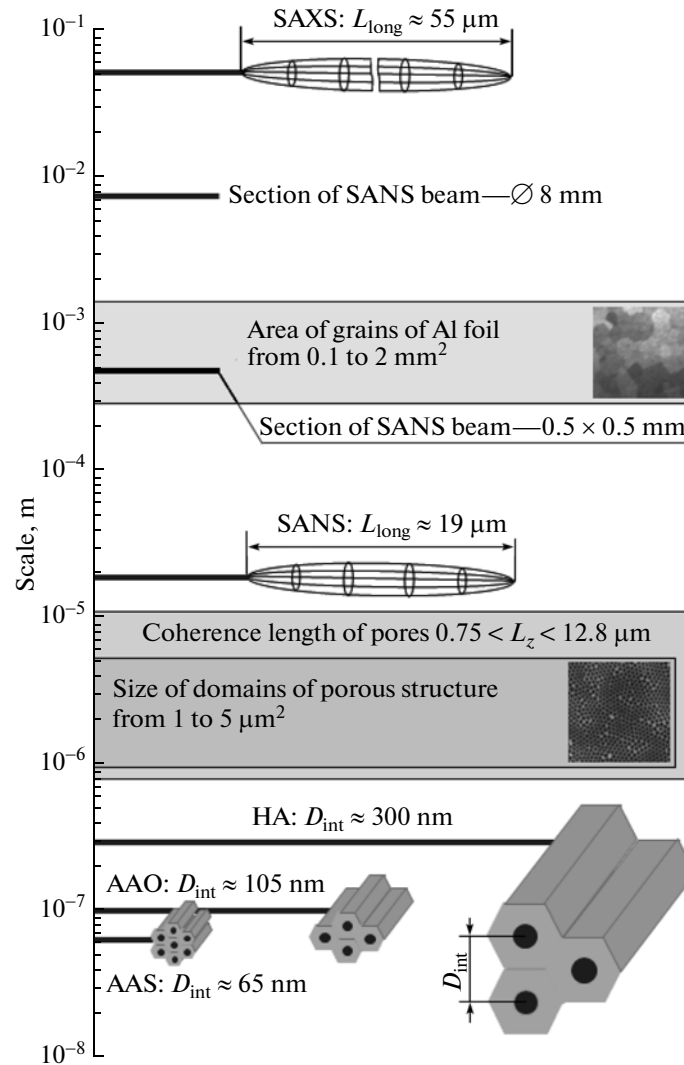 SAXS: L_long ≈ 55 μm
10⁻¹
10⁻²
Section of SANS beam—∅ 8 mm
10⁻³
Area of grains of Al foil
from 0.1 to 2 mm²
Section of SANS beam—0.5 × 0.5 mm
10⁻⁴
Scale, m
SANS: L_long ≈ 19 μm
10⁻⁵
Coherence length of pores 0.75 < L_z < 12.8 μm
Size of domains of porous structure
from 1 to 5 μm²
10⁻⁶
HA: D_int ≈ 300 nm
AAO: D_int ≈ 105 nm
10⁻⁷
D_int
AAS: D_int ≈ 65 nm
10⁻⁸